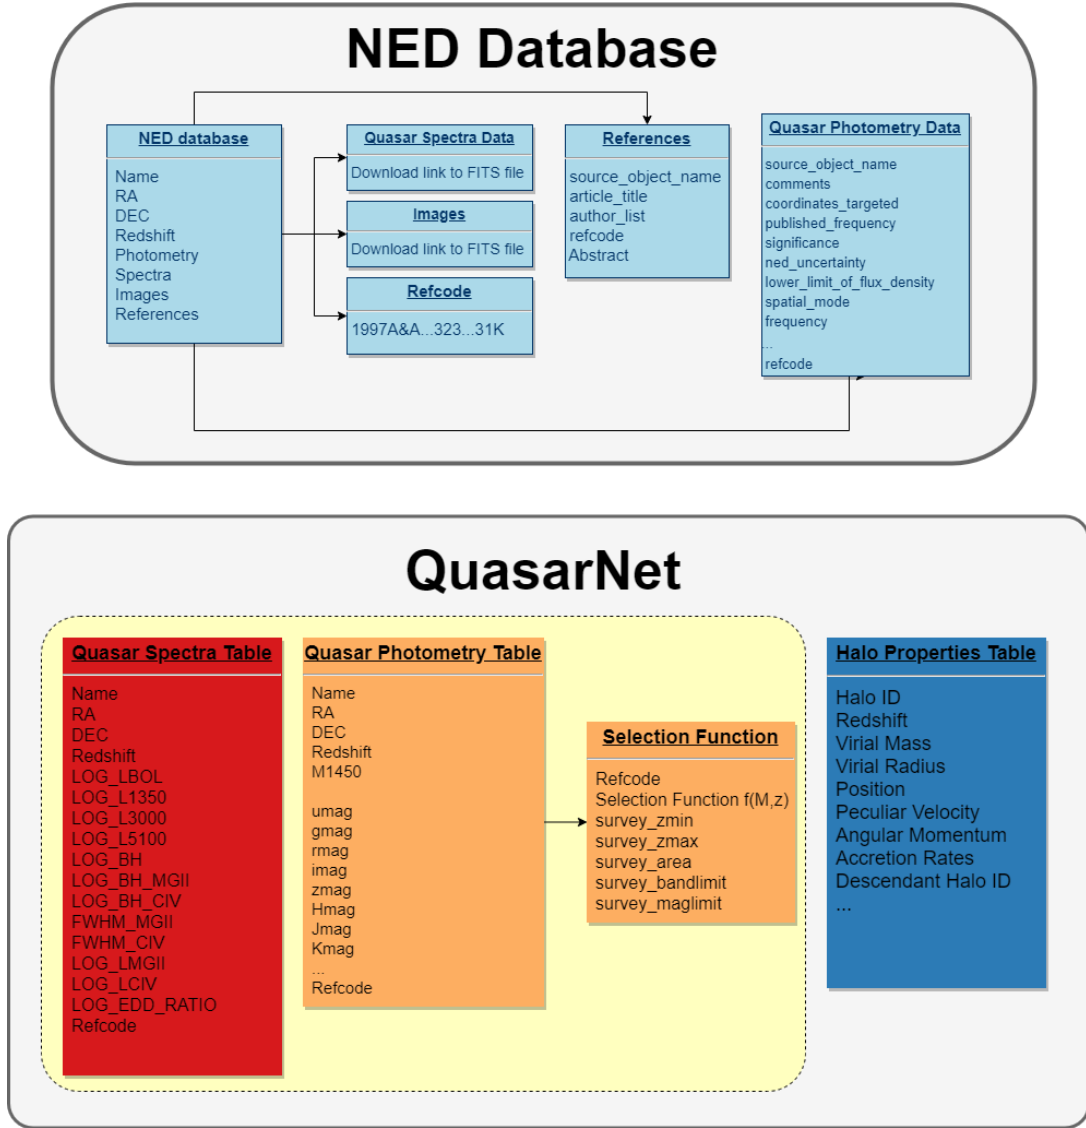 NED Database
NED database
Name
RA
DEC
Redshift
Photometry
Spectra
Images
References
Quasar Spectra Data
Download link to FITS file
Images
Download link to FITS file
Refcode
1997A&A...323...31K
References
source_object_name
article_title
author_list
refcode
Abstract
Quasar Photometry Data
source_object_name
comments
coordinates_targeted
published_frequency
significance
ned_uncertainty
lower_limit_of_flux_density
spatial_mode
frequency
...
refcode
QuasarNet
Quasar Spectra Table
Name
RA
DEC
Redshift
LOG_LBOL
LOG_L1350
LOG_L3000
LOG_L5100
LOG_BH
LOG_BH_MGII
LOG_BH_CIV
FWHM_MGII
FWHM_CIV
LOG_LMGII
LOG_LCIV
LOG_EDD_RATIO
Refcode
Quasar Photometry Table
Name
RA
DEC
Redshift
M1450
umag
gmag
rmag
imag
zmag
Hmag
Jmag
Kmag
...
Refcode
Selection Function
Refcode
Selection Function f(M,z)
survey_zmin
survey_zmax
survey_area
survey_bandlimit
survey_maglimit
Halo Properties Table
Halo ID
Redshift
Virial Mass
Virial Radius
Position
Peculiar Velocity
Angular Momentum
Accretion Rates
Descendant Halo ID
...